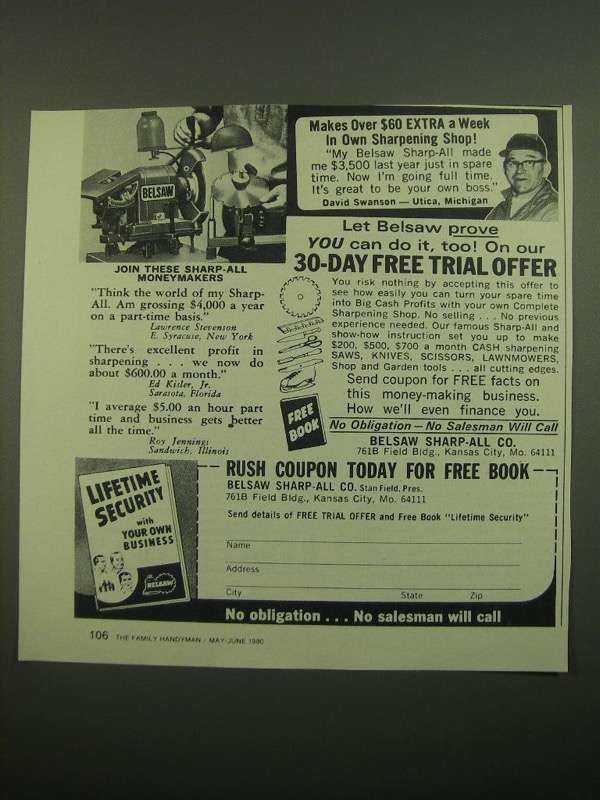 BELSAW
JOIN THESE SHARP-ALL
MONEYMAKERS
"Think the world of my Sharp-
All. Am grossing $4,000 a year
on a part-time basis."
Lawrence Stevenson
E. Syracuse, New York
"There's excellent profit in
sharpening . . . we now do
about $600.00 a month."
Ed Kisler, Jr.
Sarasota, Florida
"I average $5.00 an hour part
time and business gets better
all the time."
Roy Jennings
Sandwich, Illinois
Makes Over $60 EXTRA a Week
In Own Sharpening Shop!
"My Belsaw Sharp-All made
me $3,500 last year just in spare
time. Now I'm going full time.
It's great to be your own boss."
David Swanson — Utica, Michigan
Let Belsaw prove
YOU can do it, too! On our
30-DAY FREE TRIAL OFFER
You risk nothing by accepting this offer to
see how easily you can turn your spare time
into Big Cash Profits with your own Complete
Sharpening Shop. No selling . . . No previous
experience needed. Our famous Sharp-All and
show-how instruction set you up to make
$200, $500, $700 a month CASH sharpening
SAWS, KNIVES, SCISSORS, LAWNMOWERS,
Shop and Garden tools . . . all cutting edges.
Send coupon for FREE facts on
this money-making business.
How we'll even finance you.
FREE
BOOK
No Obligation — No Salesman Will Call
BELSAW SHARP-ALL CO.
761B Field Bldg., Kansas City, Mo. 64111
LIFETIME
SECURITY
with
YOUR OWN
BUSINESS
BELSAW
RUSH COUPON TODAY FOR FREE BOOK
BELSAW SHARP-ALL CO. Stan Field, Pres.
761B Field Bldg., Kansas City, Mo. 64111
Send details of FREE TRIAL OFFER and Free Book "Lifetime Security"
Name
Address
City State Zip
No obligation . . . No salesman will call
106 THE FAMILY HANDYMAN / MAY-JUNE 1980